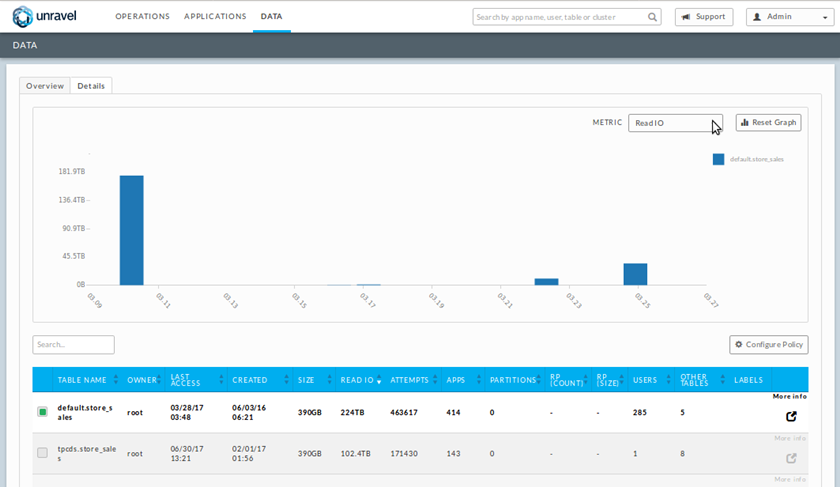 unravel OPERATIONS APPLICATIONS DATA Search by app name, user, table or cluster Support Admin
DATA
Overview Details
METRIC Read IO Reset Graph
default.store_sales
181.9TB
136.4TB
90.9TB
45.5TB
0B
03.09 03.11 03.13 03.15 03.17 03.19 03.21 03.23 03.25 03.27
Search... Configure Policy
TABLE NAME OWNER LAST ACCESS CREATED SIZE READ IO ATTEMPTS APPS PARTITIONS RP (COUNT) RP (SIZE) USERS OTHER TABLES LABELS
More info
default.store_s root 03/28/17 06/03/16 390GB 224TB 463617 414 0 - - 285 5
ales 03:48 06:21
More info
tpcds.store_sale root 06/30/17 02/01/17 390GB 102.4TB 171430 143 0 - - 1 8
s 13:21 01:56
More info